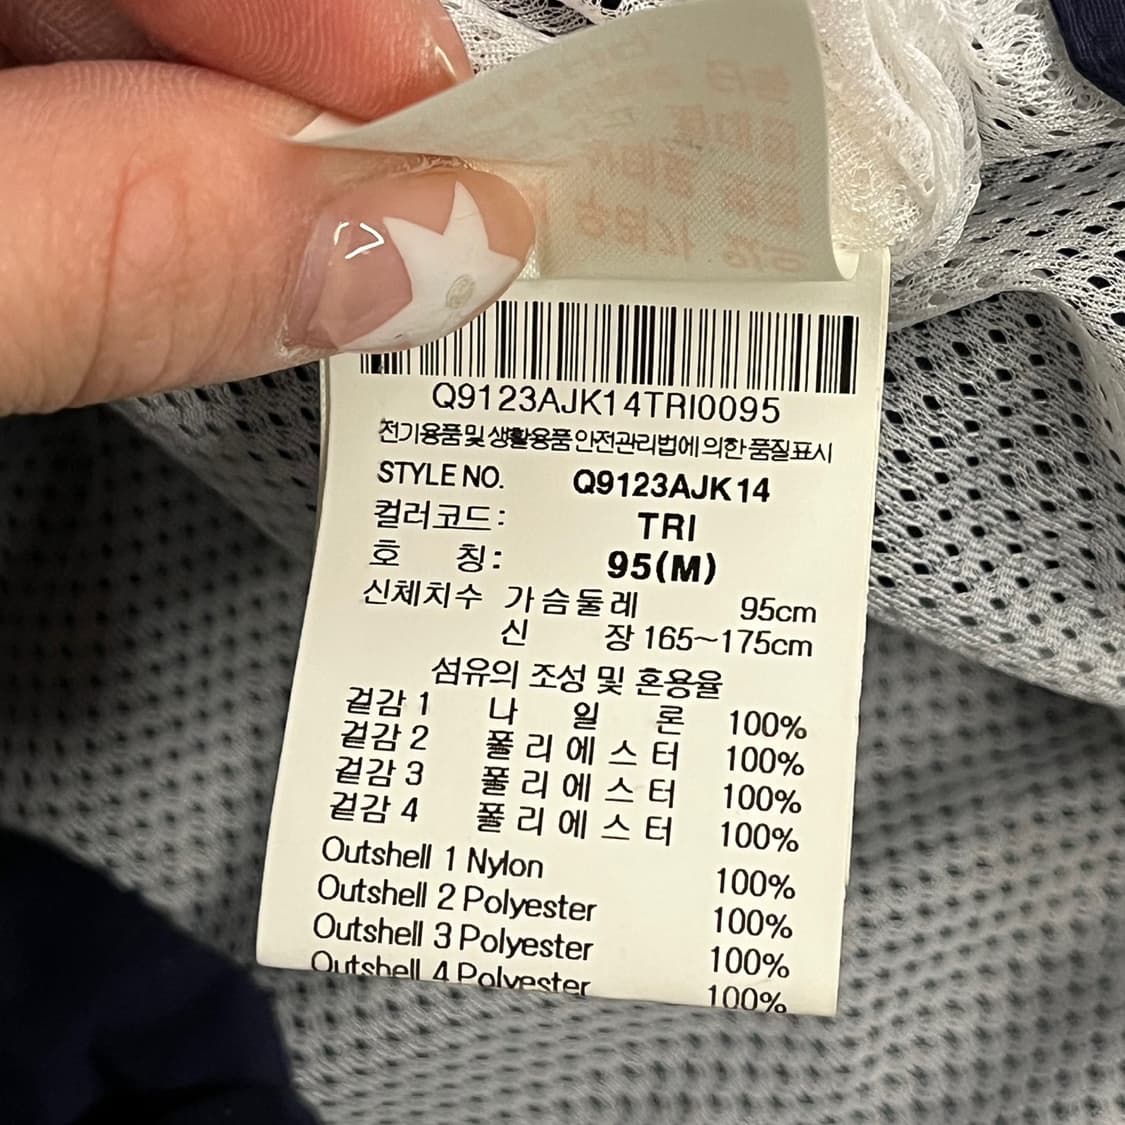 Q9123AJK14TRI0095
전기용품및생활용품안전관리법에의한품질표시
STYLE NO. Q9123AJK14
컬러코드: TRI
호 칭: 95(M)
신체치수 가슴둘레 95cm
신 장 165~175cm
섬유의 조성 및 혼용율
겉감 1 나 일 론 100%
겉감 2 폴 리 에 스 터 100%
겉감 3 폴 리 에 스 터 100%
겉감 4 폴 리 에 스 터 100%
Outshell 1 Nylon 100%
Outshell 2 Polyester 100%
Outshell 3 Polyester 100%
Outshell 4 Polyester 100%